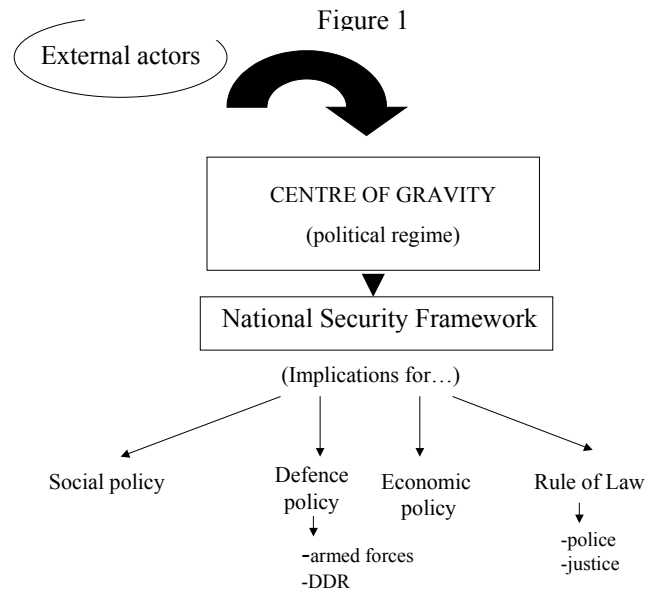 Figure 1
External actors
CENTRE OF GRAVITY
(political regime)
National Security Framework
(Implications for…)
Social policy
Defence
policy
Economic
policy
Rule of Law
-armed forces
-DDR
-police
-justice